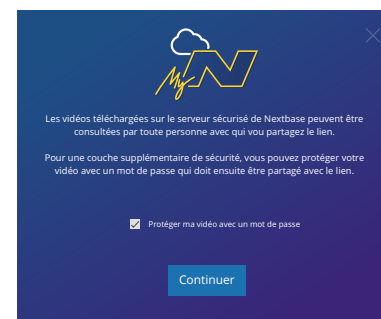 My N
Les vidéos téléchargées sur le serveur sécurisé de Nextbase peuvent être
consultées par toute personne avec qui vou partagez le lien.
Pour une couche supplémentaire de sécurité, vous pouvez protéger votre
vidéo avec un mot de passe qui doit ensuite être partagé avec le lien.
Protéger ma vidéo avec un mot de passe
Continuer